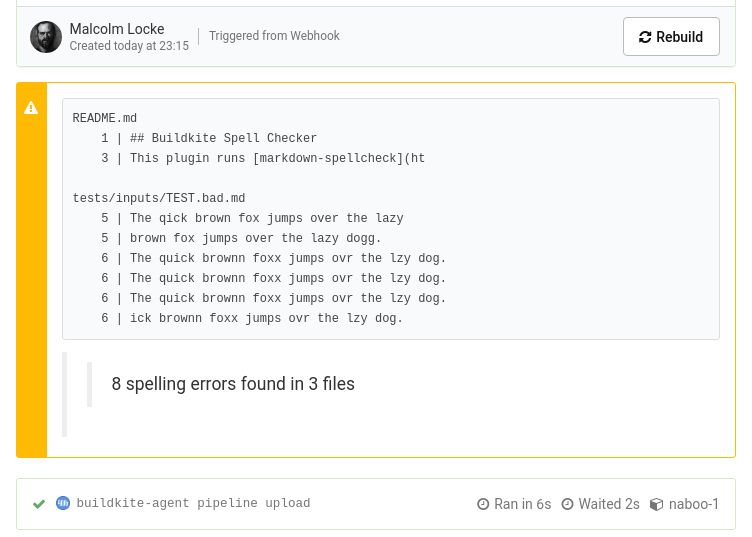 Malcolm Locke
Created today at 23:15
Triggered from Webhook
Rebuild
README.md
1 | ## Buildkite Spell Checker
3 | This plugin runs [markdown-spellcheck](ht
tests/inputs/TEST.bad.md
5 | The qick brown fox jumps over the lazy
5 | brown fox jumps over the lazy dogg.
6 | The quick brownn foxx jumps ovr the lzy dog.
6 | The quick brownn foxx jumps ovr the lzy dog.
6 | The quick brownn foxx jumps ovr the lzy dog.
6 | ick brownn foxx jumps ovr the lzy dog.
8 spelling errors found in 3 files
buildkite-agent pipeline upload
Ran in 6s
Waited 2s
naboo-1